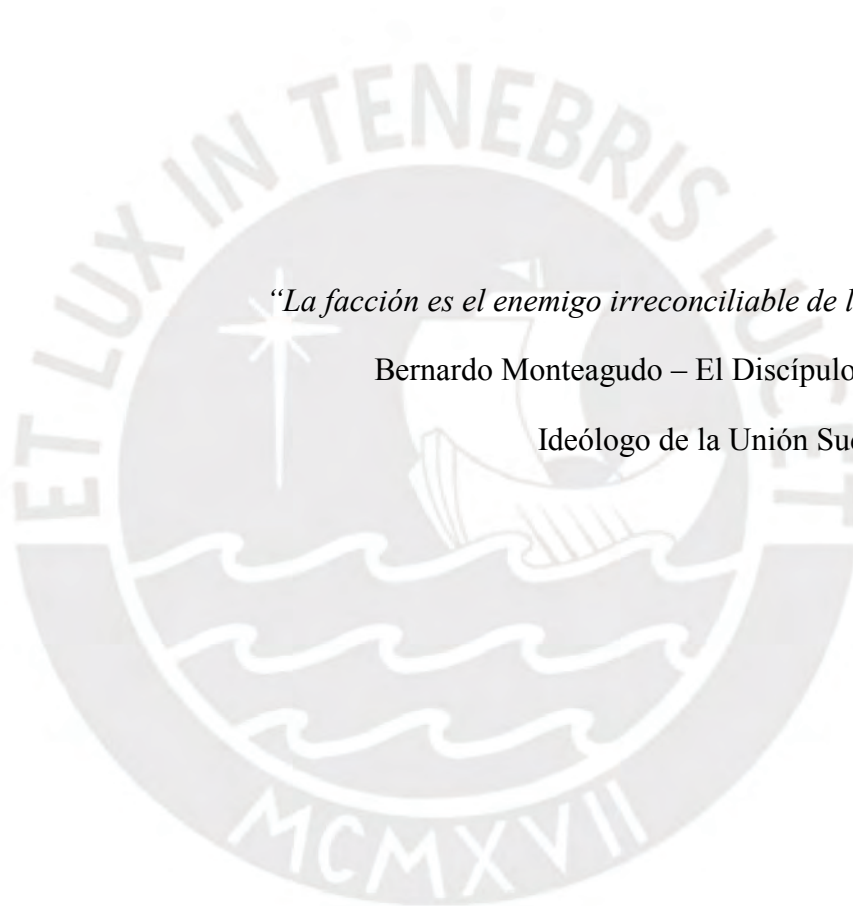 ET LUX IN TENEBRIS LUCET
“La facción es el enemigo irreconciliable de
Bernardo Monteagudo – El Discípulo
Ideólogo de la Unión
MCMXVII